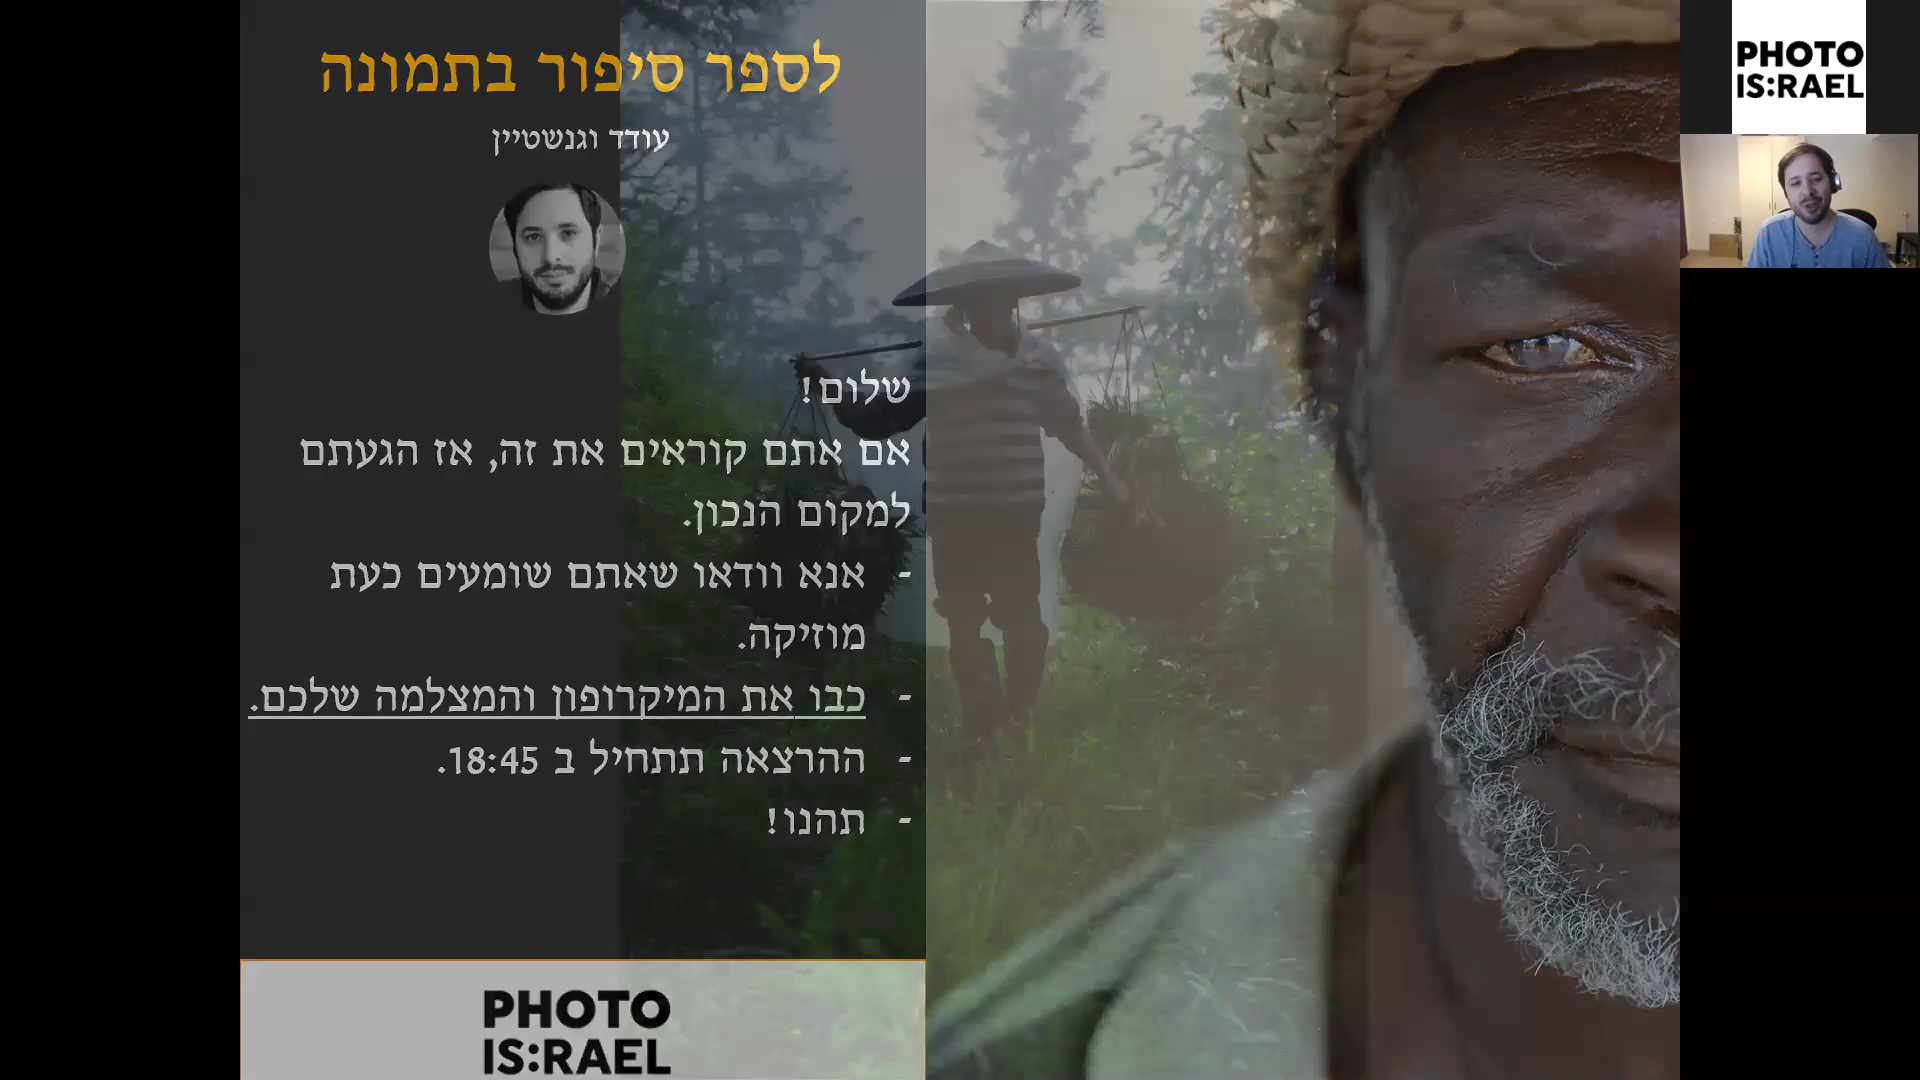 לספר סיפור בתמונה
עודד וגנשטיין
שלום!
אם אתם קוראים את זה, אז הגעתם
למקום הנכון.
- אנא וודאו שאתם שומעים כעת
מוזיקה.
- כבו את המיקרופון והמצלמה שלכם.
- ההרצאה תתחיל ב 18:45.
- תהנו!
PHOTO
IS:RAEL
PHOTO
IS:RAEL